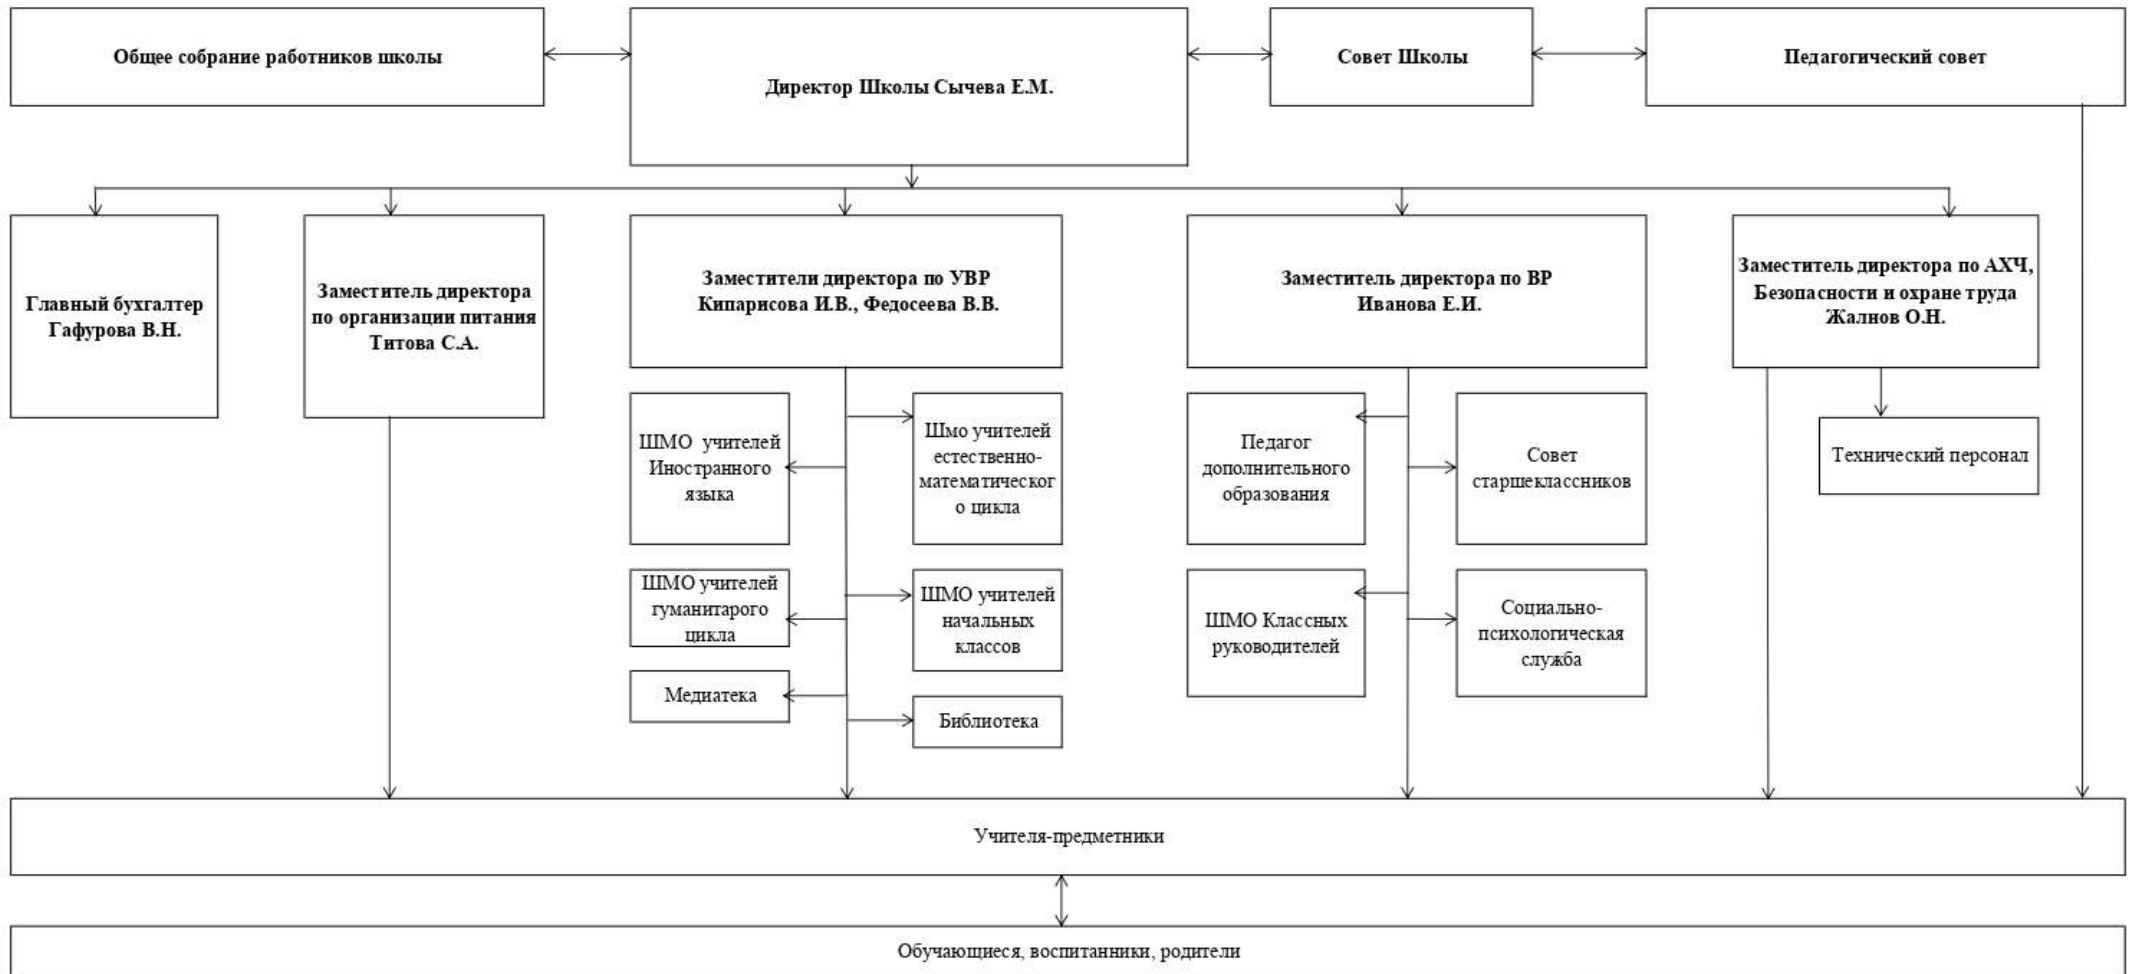 Общее собрание работников школы
Директор Школы Сычева Е.М.
Совет Школы
Педагогический совет
Главный бухгалтер
Гафурова В.Н.
Заместитель директора
по организации питания
Титова С.А.
Заместители директора по УВР
Кипарисова И.В., Федосеева В.В.
Заместитель директора по ВР
Иванова Е.И.
Заместитель директора по АХЧ,
Безопасности и охране труда
Жалнов О.Н.
ШМО учителей
Иностранного
языка
Шмо учителей
естественно-
математическог
о цикла
Педагог
дополнительного
образования
Совет
старшеклассников
Технический персонал
ШМО учителей
гуманитарого
цикла
ШМО учителей
начальных
классов
ШМО Классных
руководителей
Социально-
психологическая
служба
Медиатека
Библиотека
Учителя-предметники
Обучающиеся, воспитанники, родители